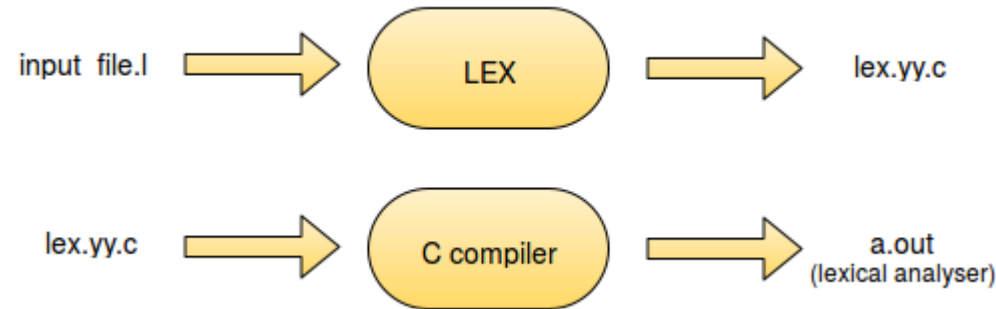 input file.l
LEX
lex.yy.c
lex.yy.c
C compiler
a.out
(lexical analyser)